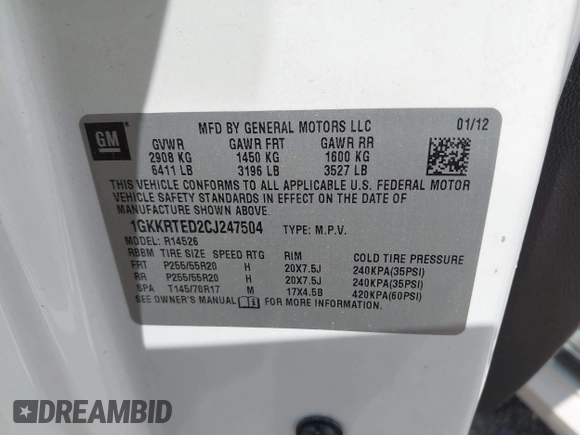 GM
MFD BY GENERAL MOTORS LLC 01/12
GVWR GAWR FRT GAWR RR
2908 KG 1450 KG 1600 KG
6411 LB 3196 LB 3527 LB
THIS VEHICLE CONFORMS TO ALL APPLICABLE U.S. FEDERAL MOTOR
VEHICLE SAFETY STANDARDS IN EFFECT ON THE DATE OF
MANUFACTURE SHOWN ABOVE.
1GKKRTED2CJ247504 TYPE: M.P.V.
MODEL: R14526
RBBM TIRE SIZE SPEED RTG RIM COLD TIRE PRESSURE
FRT P255/55R20 H 20X7.5J 240KPA(35PSI)
RR P255/55R20 H 20X7.5J 240KPA(35PSI)
SPA T145/70R17 M 17X4.5B 420KPA(60PSI)
SEE OWNER'S MANUAL FOR MORE INFORMATION
DREAMBID